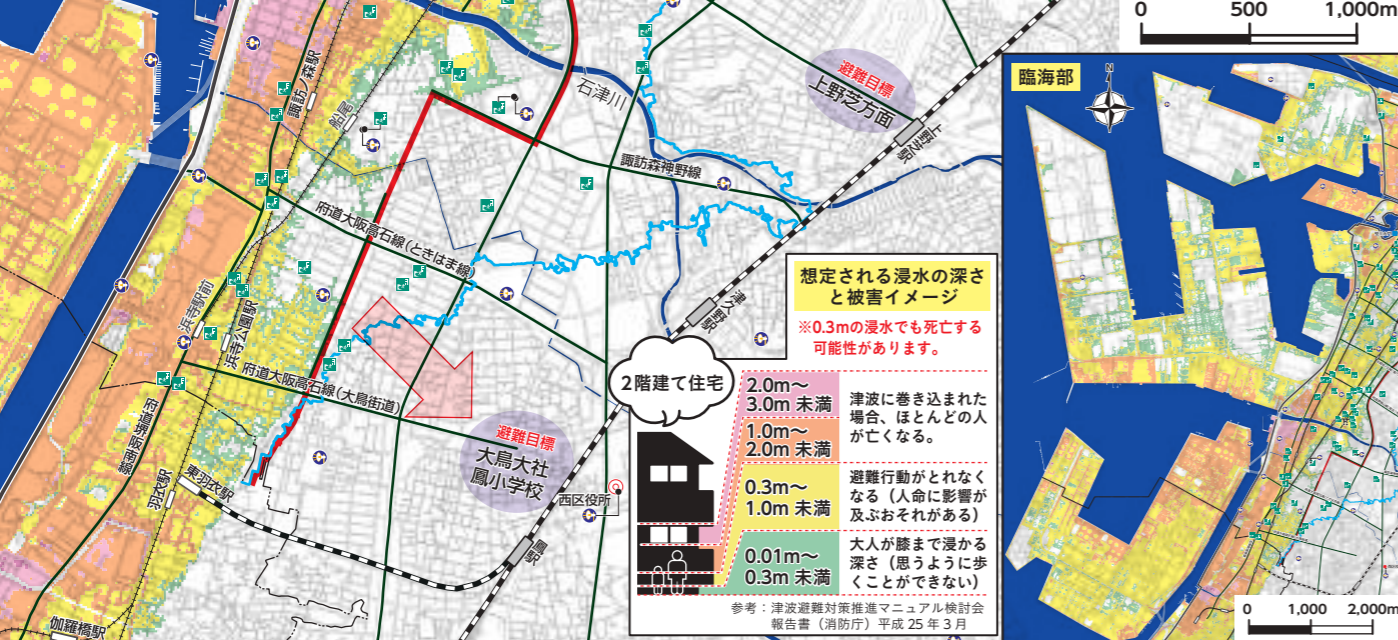 0 500 1,000m
臨海部
N
諏訪ノ森駅
船尾
石津川
避難目標
上野芝方面
上野芝駅
諏訪森神野線
府道大阪高石線(ときはま線)
浜寺駅前
浜寺公園駅
津久野駅
府道大阪高石線(大鳥街道)
府道堺阪南線
避難目標
大鳥大社
鳳小学校
羽衣駅
東羽衣駅
西区役所
鳳駅
伽羅橋駅
想定される浸水の深さ
と被害イメージ
※0.3mの浸水でも死亡する
可能性があります。
2階建て住宅
2.0m～
3.0m 未満
津波に巻き込まれた
場合、ほとんどの人
が亡くなる。
1.0m～
2.0m 未満
0.3m～
1.0m 未満
避難行動がとれなく
なる（人命に影響が
及ぶおそれがある）
0.01m～
0.3m 未満
大人が膝まで浸かる
深さ（思うように歩
くことができない）
参考：津波避難対策推進マニュアル検討会
報告書（消防庁）平成 25 年 3 月
0 1,000 2,000m